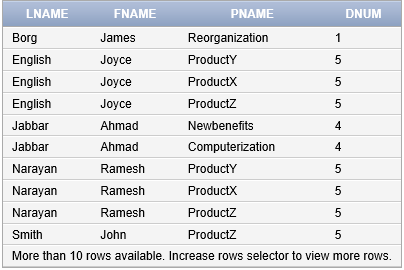 LNAME FNAME PNAME DNUM
Borg James Reorganization 1
English Joyce ProductY 5
English Joyce ProductX 5
English Joyce ProductZ 5
Jabbar Ahmad Newbenefits 4
Jabbar Ahmad Computerization 4
Narayan Ramesh ProductY 5
Narayan Ramesh ProductX 5
Narayan Ramesh ProductZ 5
Smith John ProductZ 5
More than 10 rows available. Increase rows selector to view more rows.